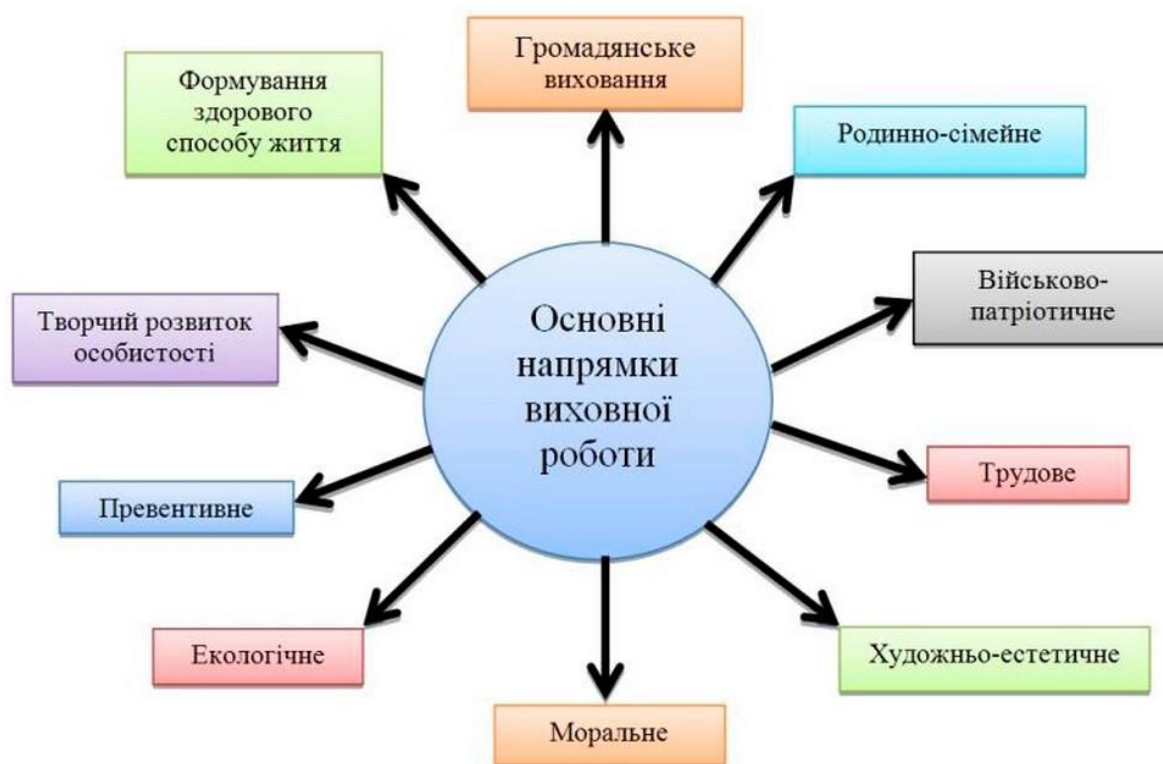 Громадянське
виховання
Формування
здорового
способу життя
Родинно-сімейне
Військово-
патріотичне
Творчий розвиток
особистості
Основні
напрямки
виховної
роботи
Трудове
Превентивне
Екологічне
Художньо-естетичне
Моральне